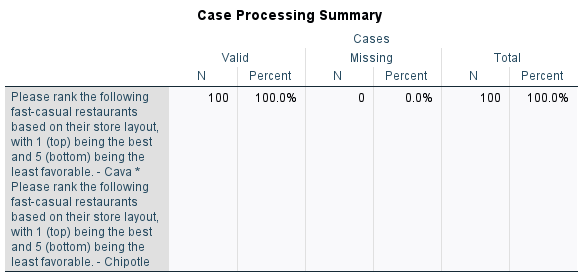 Case Processing Summary
Cases
Valid Missing Total
N Percent N Percent N Percent
Please rank the following 100 100.0% 0 0.0% 100 100.0%
fast-casual restaurants
based on their store layout,
with 1 (top) being the best
and 5 (bottom) being the
least favorable. - Cava *
Please rank the following
fast-casual restaurants
based on their store layout,
with 1 (top) being the best
and 5 (bottom) being the
least favorable. - Chipotle